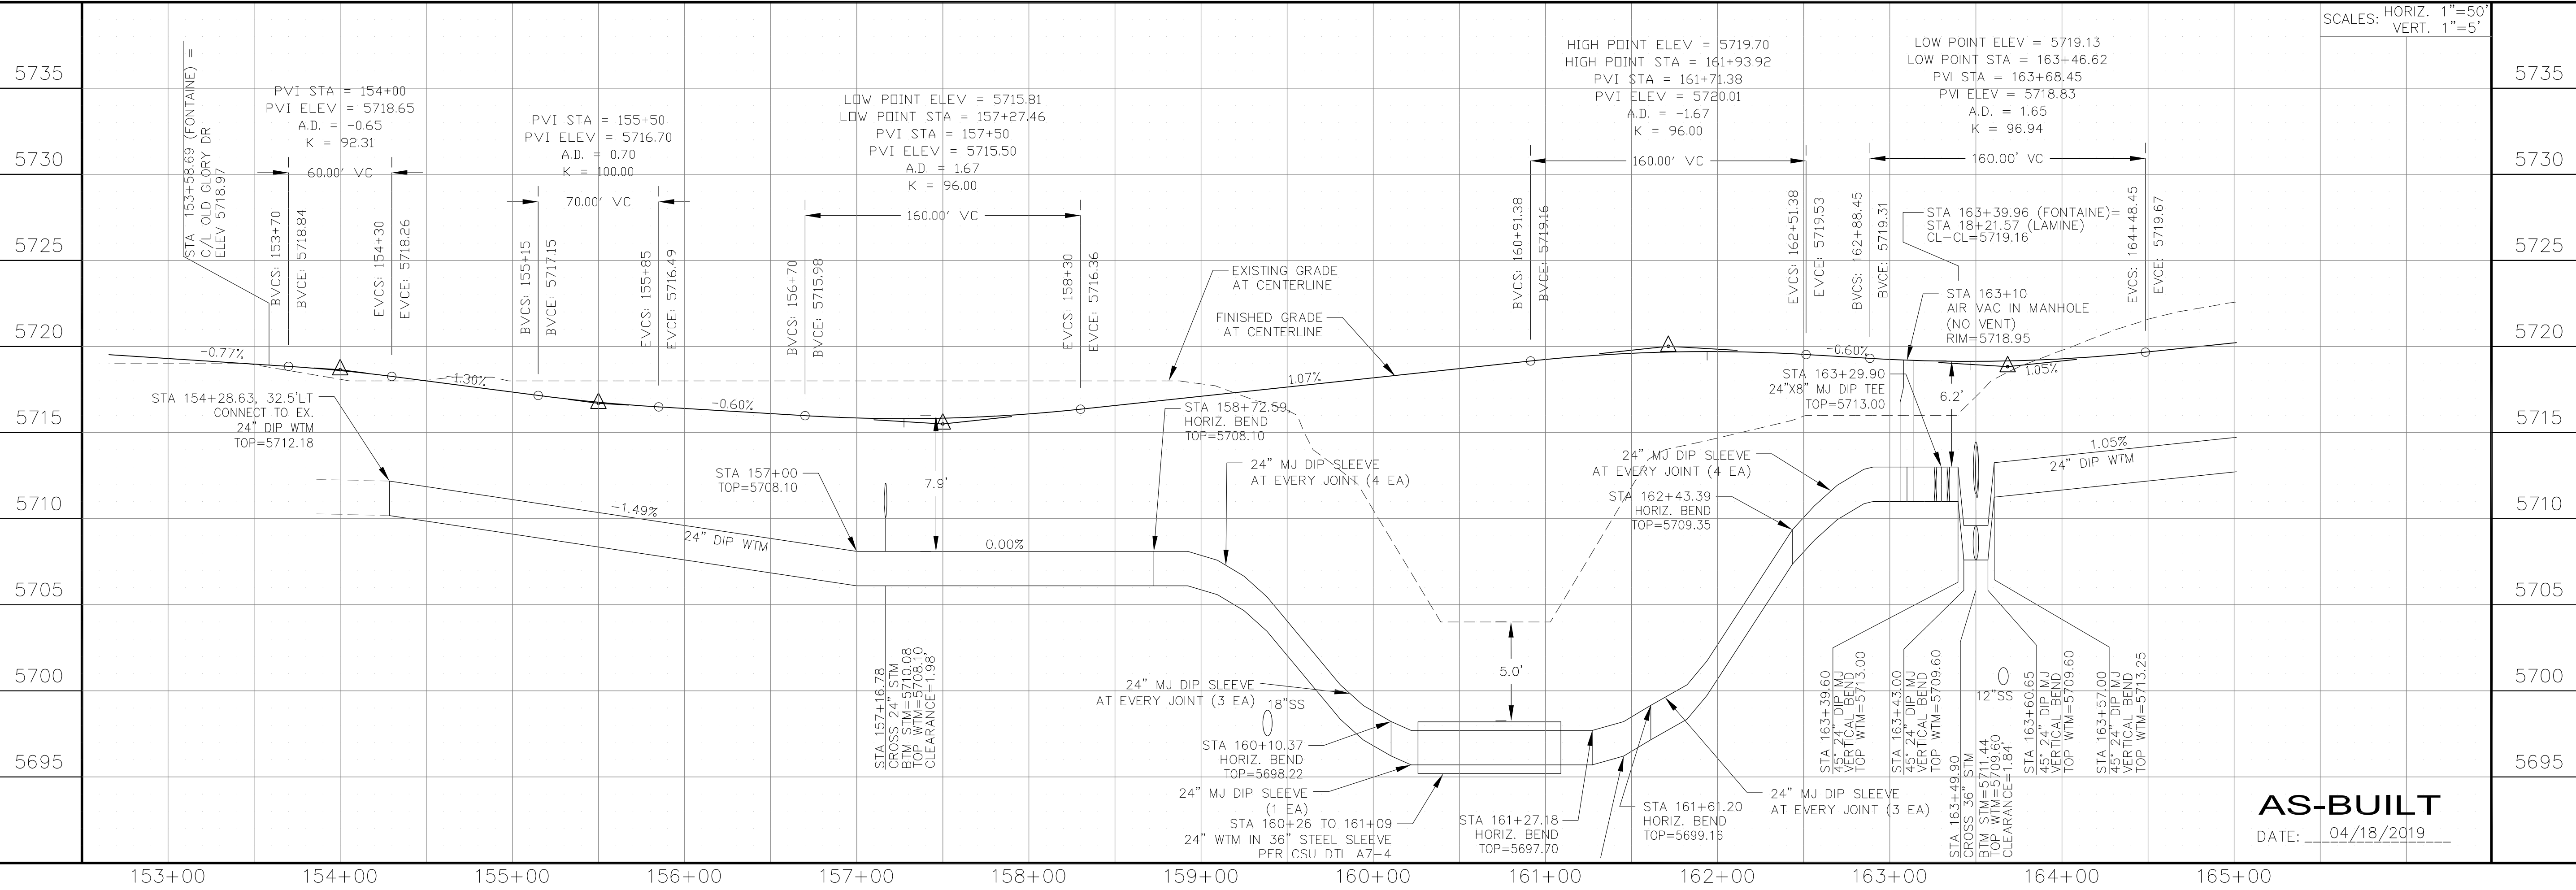 SCALES: HORIZ. 1"=50'
VERT. 1"=5'
5735
5730
5725
5720
5715
5710
5705
5700
5695
STA 153+58.69 (FONTAINE) =
C/L OLD GLORY DR
ELEV 5718.97
PVI STA = 154+00
PVI ELEV = 5718.65
A.D. = -0.65
K = 92.31
60.00' VC
BVCS: 153+70
BVCE: 5718.84
EVCS: 154+30
EVCE: 5718.26
PVI STA = 155+50
PVI ELEV = 5716.70
A.D. = 0.70
K = 100.00
70.00' VC
BVCS: 155+15
BVCE: 5717.15
EVCS: 155+85
EVCE: 5716.49
LOW POINT ELEV = 5715.81
LOW POINT STA = 157+27.46
PVI STA = 157+50
PVI ELEV = 5715.50
A.D. = 1.67
K = 96.00
160.00' VC
BVCS: 156+70
BVCE: 5715.98
EVCS: 158+30
EVCE: 5716.36
EXISTING GRADE
AT CENTERLINE
FINISHED GRADE
AT CENTERLINE
HIGH POINT ELEV = 5719.70
HIGH POINT STA = 161+93.92
PVI STA = 161+71.38
PVI ELEV = 5720.01
A.D. = -1.67
K = 96.00
160.00' VC
BVCS: 160+91.38
BVCE: 5719.16
EVCS: 162+51.38
EVCE: 5719.53
LOW POINT ELEV = 5719.13
LOW POINT STA = 163+46.62
PVI STA = 163+68.45
PVI ELEV = 5718.83
A.D. = 1.65
K = 96.94
160.00' VC
BVCS: 162+88.45
BVCE: 5719.31
EVCS: 164+48.45
EVCE: 5719.67
STA 163+39.96 (FONTAINE)=
STA 18+21.57 (LAMINE)
CL-CL=5719.16
STA 163+10
AIR VAC IN MANHOLE
(NO VENT)
RIM=5718.95
-0.77%
-1.30%
-0.60%
1.07%
-0.60%
1.05%
STA 163+29.90
24"X8" MJ DIP TEE
TOP=5713.00
6.2'
STA 154+28.63, 32.5'LT
CONNECT TO EX.
24" DIP WTM
TOP=5712.18
STA 157+00
TOP=5708.10
7.9'
STA 158+72.59,
HORIZ. BEND
TOP=5708.10
24" MJ DIP SLEEVE
AT EVERY JOINT (4 EA)
24" MJ DIP SLEEVE
AT EVERY JOINT (4 EA)
STA 162+43.39
HORIZ. BEND
TOP=5709.35
1.05%
24" DIP WTM
-1.49%
24" DIP WTM
0.00%
STA 157+16.78
CROSS 24" STM
BTM STM=5710.08
TOP WTM=5708.10
CLEARANCE=1.98'
24" MJ DIP SLEEVE
AT EVERY JOINT (3 EA)
18"SS
STA 160+10.37
HORIZ. BEND
TOP=5698.22
24" MJ DIP SLEEVE
(1 EA)
STA 160+26 TO 161+09
24" WTM IN 36" STEEL SLEEVE
PER CSU DTL A7-4
5.0'
STA 161+27.18
HORIZ. BEND
TOP=5697.70
STA 161+61.20
HORIZ. BEND
TOP=5699.16
24" MJ DIP SLEEVE
AT EVERY JOINT (3 EA)
STA 163+39.60
45° 24" DIP MJ
VERTICAL BEND
TOP WTM=5713.00
STA 163+43.00
45° 24" DIP MJ
VERTICAL BEND
TOP WTM=5709.60
STA 163+49.90
CROSS 36" STM
BTM STM=5711.44
TOP WTM=5709.60
CLEARANCE=1.84'
12"SS
STA 163+60.65
45° 24" DIP MJ
VERTICAL BEND
TOP WTM=5709.60
STA 163+57.00
45° 24" DIP MJ
VERTICAL BEND
TOP WTM=5713.25
5735
5730
5725
5720
5715
5710
5705
5700
5695
AS-BUILT
DATE: 04/18/2019
153+00
154+00
155+00
156+00
157+00
158+00
159+00
160+00
161+00
162+00
163+00
164+00
165+00